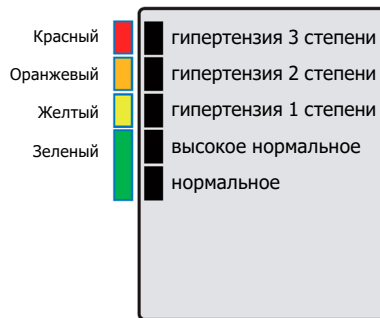 Красный гипертензия 3 степени
Оранжевый гипертензия 2 степени
Желтый гипертензия 1 степени
Зеленый высокое нормальное
нормальное